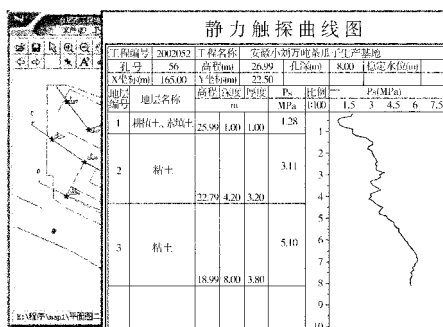 静力触探曲线图
工程编号 2002052 工程名称 安徽小刘万吨茶瓜子生产基地
孔号 56 高程(m) 26.99 孔深(m) 8.00 稳定水位(m)
X坐标(m) 165.00 Y坐标(m) 22.50
地层编号 地层名称 高程 深度 厚度 Ps 比例 Ps(MPa)
m MPa 1:100 1.5 3 4.5 6 7.5
1 耕植土、素填土 25.99 1.00 1.00 1.28
1
2
2 粘土 22.79 4.20 3.20 3.11
3
4
5
3 粘土 18.99 8.00 3.80 5.10
6
7
8
9
10
E:\程序\mapi\平面图二